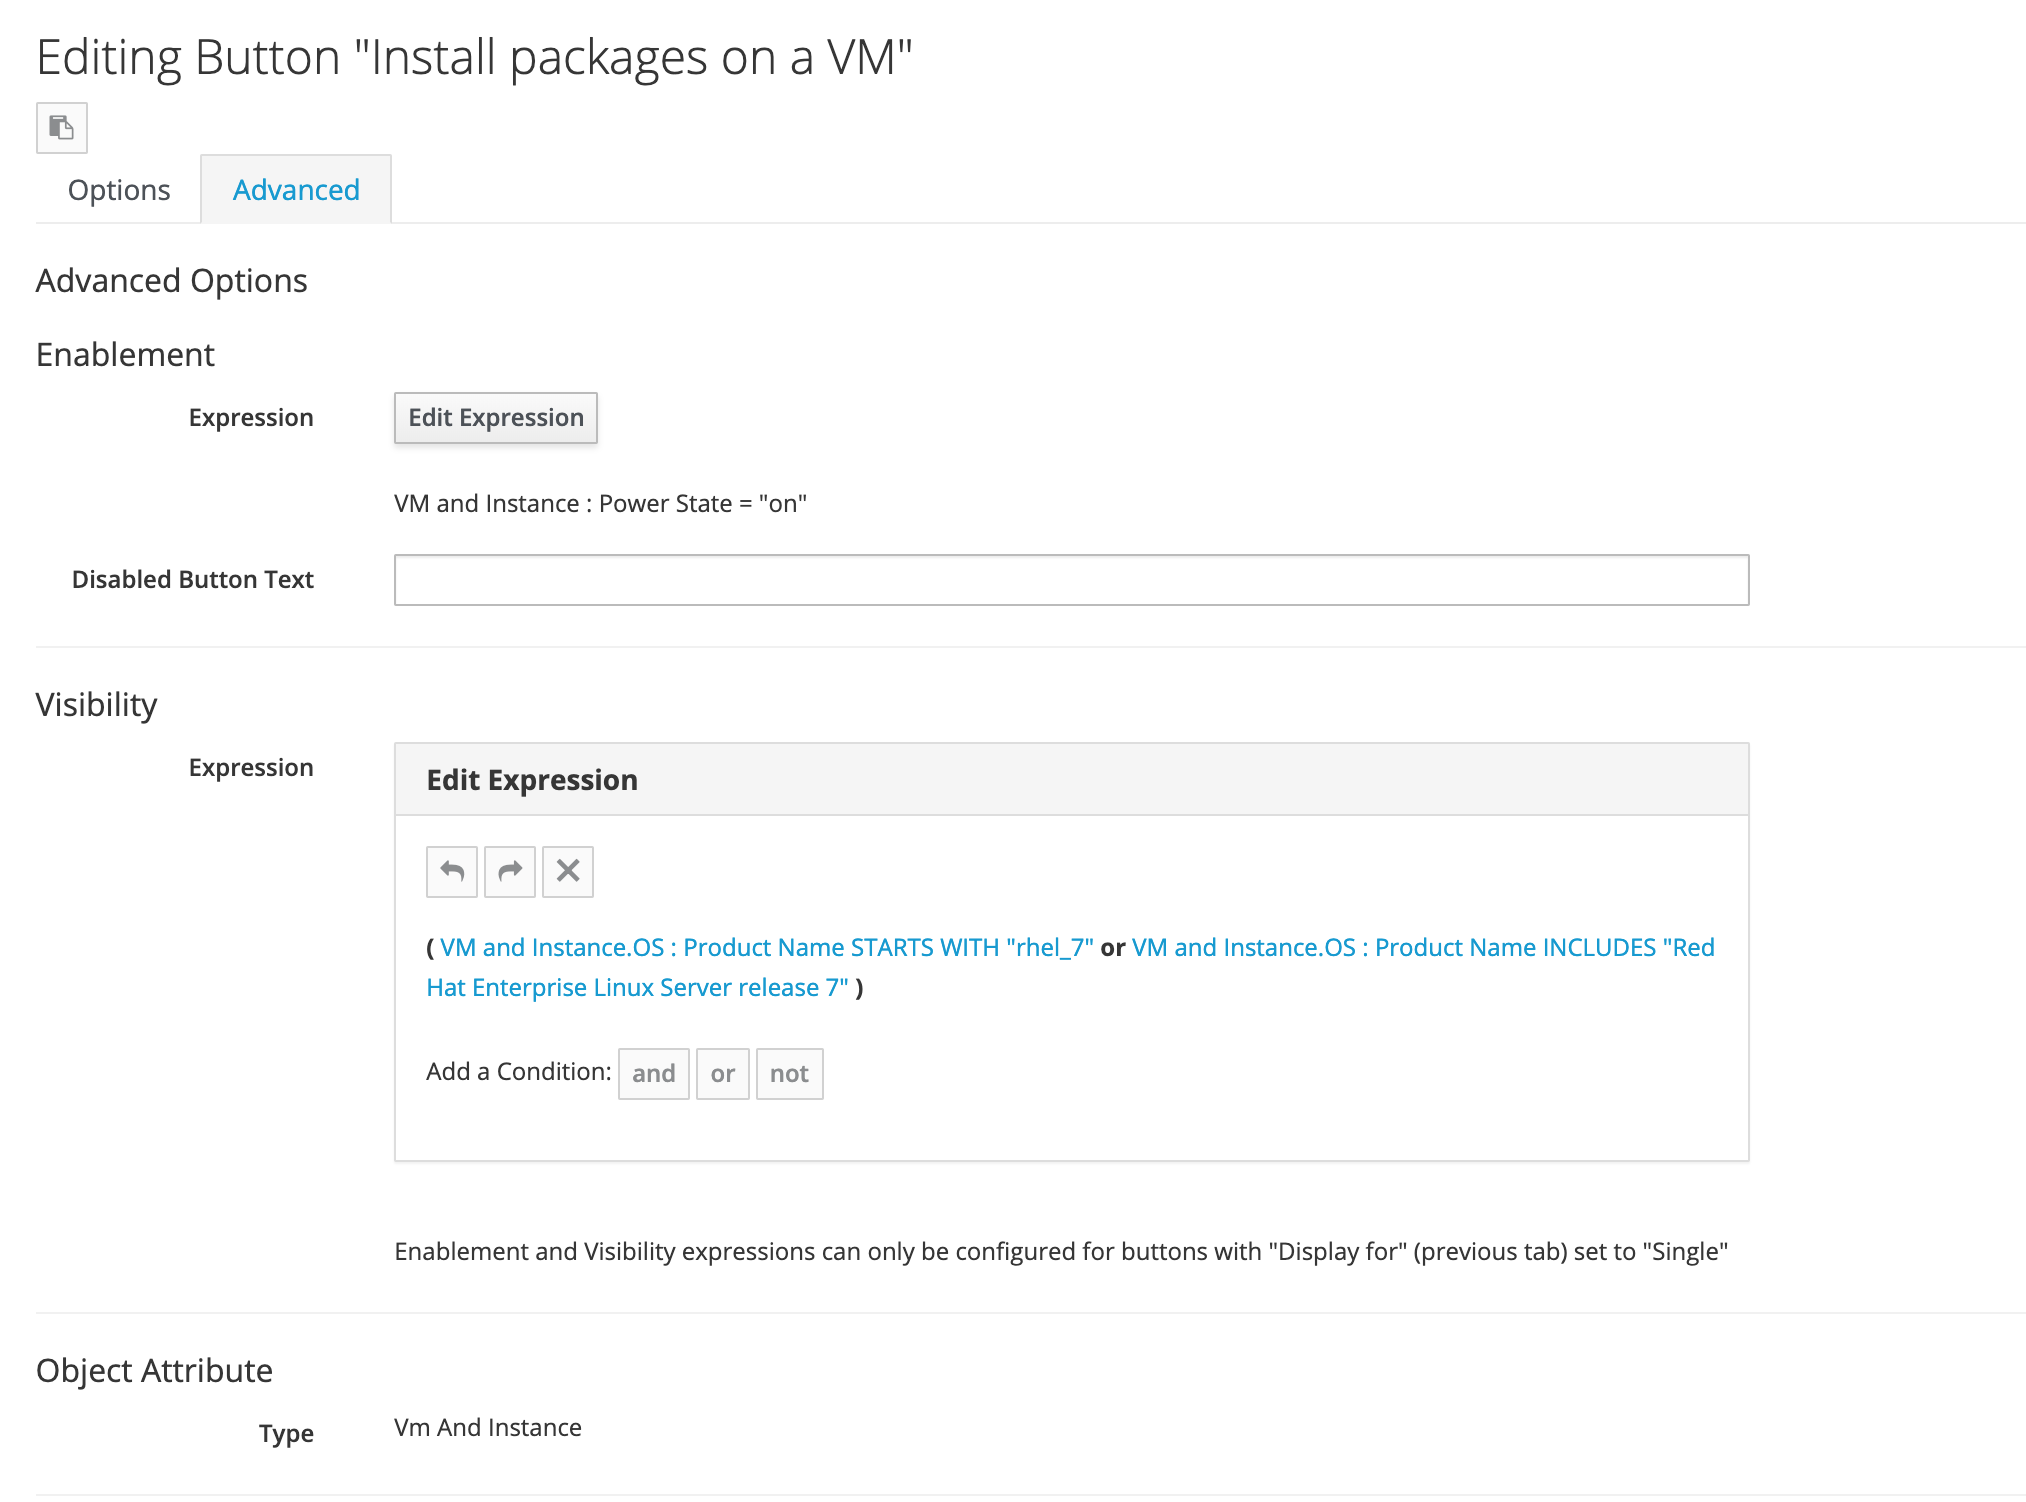 Editing Button "Install packages on a VM"
Options
Advanced
Advanced Options
Enablement
Expression
Edit Expression
VM and Instance : Power State = "on"
Disabled Button Text
Visibility
Expression
Edit Expression
( VM and Instance.OS : Product Name STARTS WITH "rhel_7" or VM and Instance.OS : Product Name INCLUDES "Red
Hat Enterprise Linux Server release 7" )
Add a Condition: and or not
Enablement and Visibility expressions can only be configured for buttons with "Display for" (previous tab) set to "Single"
Object Attribute
Type
Vm And Instance